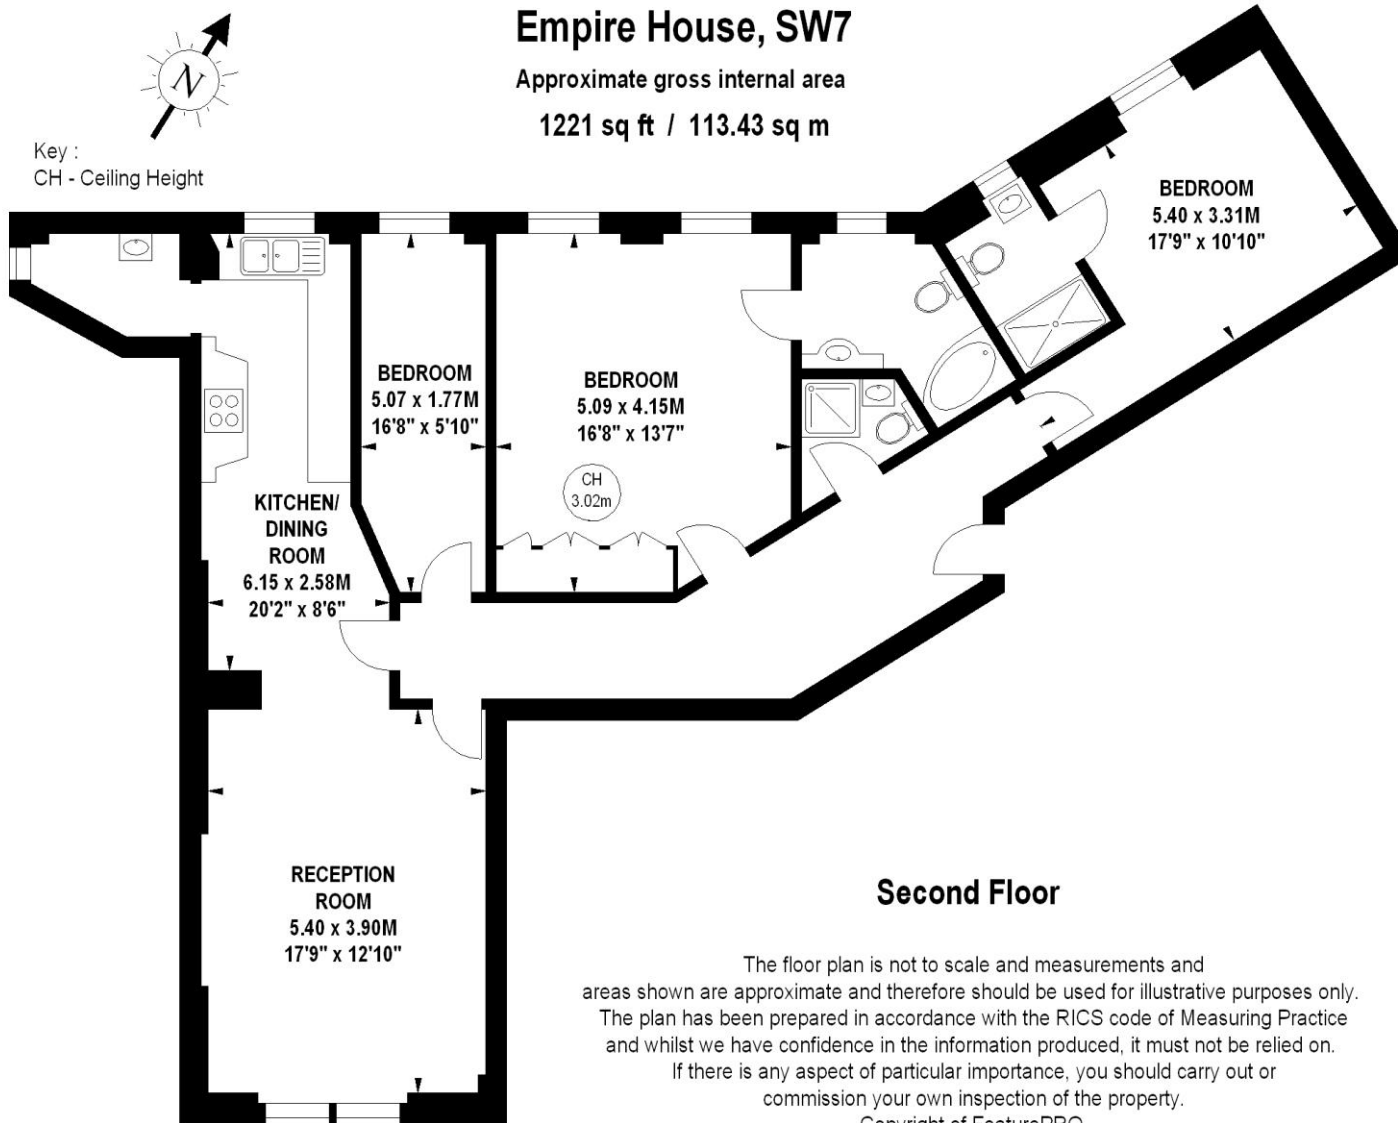 Empire House, SW7
Approximate gross internal area
1221 sq ft / 113.43 sq m
N
Key :
CH - Ceiling Height
BEDROOM
5.40 x 3.31M
17'9" x 10'10"
BEDROOM
5.07 x 1.77M
16'8" x 5'10"
BEDROOM
5.09 x 4.15M
16'8" x 13'7"
CH
3.02m
KITCHEN/
DINING
ROOM
6.15 x 2.58M
20'2" x 8'6"
RECEPTION
ROOM
5.40 x 3.90M
17'9" x 12'10"
Second Floor
The floor plan is not to scale and measurements and
areas shown are approximate and therefore should be used for illustrative purposes only.
The plan has been prepared in accordance with the RICS code of Measuring Practice
and whilst we have confidence in the information produced, it must not be relied on.
If there is any aspect of particular importance, you should carry out or
commission your own inspection of the property.
Copyright of FeaturePRO